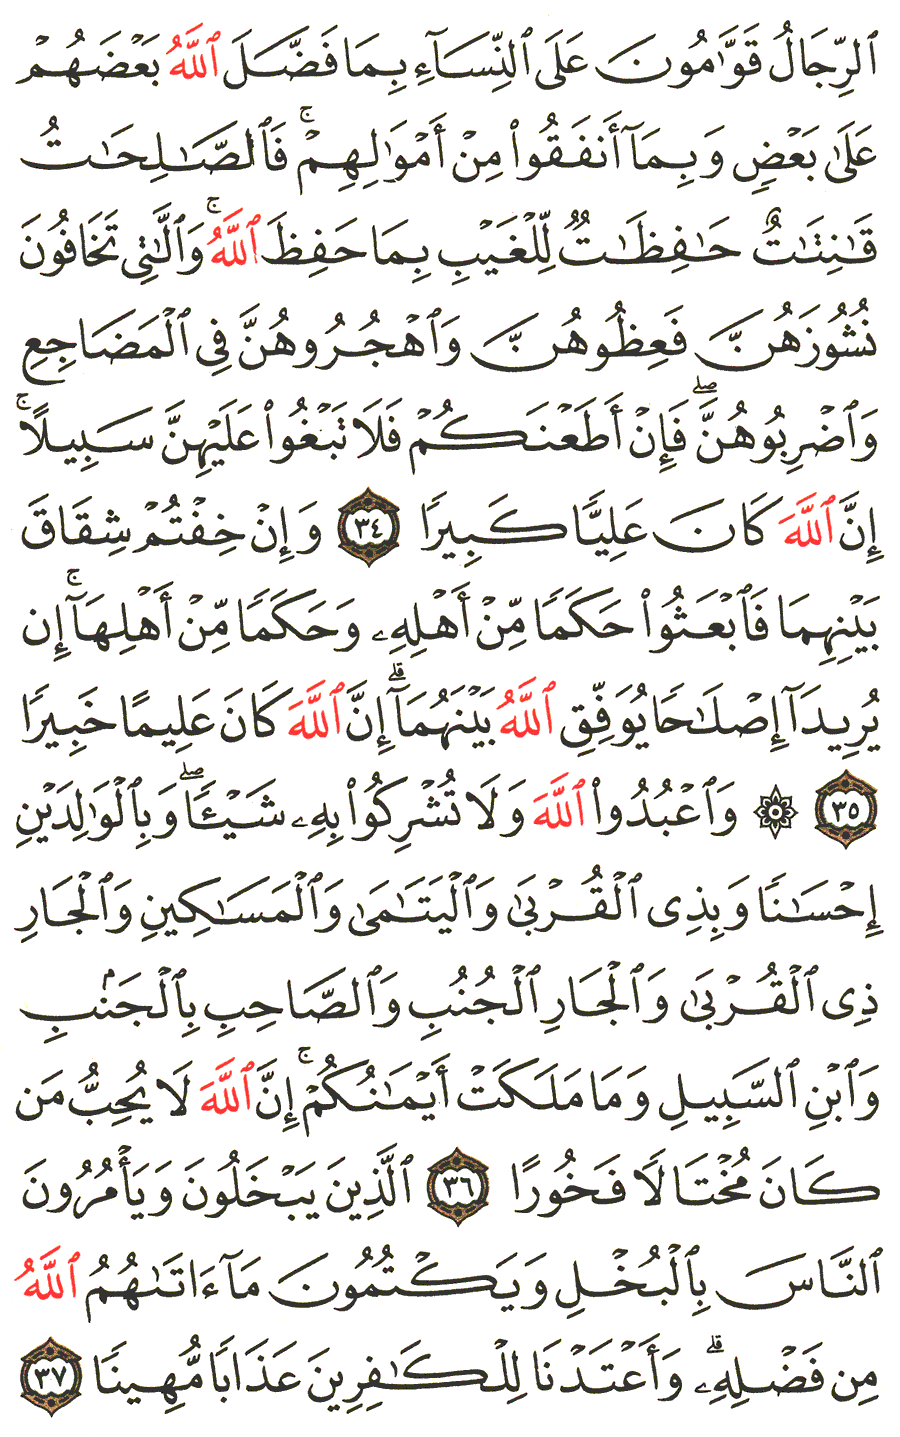 ٱلرِّجَالُ قَوَّٰمُونَ عَلَى ٱلنِّسَآءِ بِمَا فَضَّلَ ٱللَّهُ بَعْضَهُمْ
عَلَىٰ بَعْضٍ وَبِمَآ أَنفَقُوا۟ مِنْ أَمْوَٰلِهِمْ ۚ فَٱلصَّٰلِحَٰتُ
قَٰنِتَٰتٌ حَٰفِظَٰتٌ لِّلْغَيْبِ بِمَا حَفِظَ ٱللَّهُ ۚ وَٱلَّٰتِى تَخَافُونَ
نُشُوزَهُنَّ فَعِظُوهُنَّ وَٱهْجُرُوهُنَّ فِى ٱلْمَضَاجِعِ
وَٱضْرِبُوهُنَّ ۖ فَإِنْ أَطَعْنَكُمْ فَلَا تَبْغُوا۟ عَلَيْهِنَّ سَبِيلًا ۗ
إِنَّ ٱللَّهَ كَانَ عَلِيًّا كَبِيرًا ٣٤ وَإِنْ خِفْتُمْ شِقَاقَ
بَيْنِهِمَا فَٱبْعَثُوا۟ حَكَمًا مِّنْ أَهْلِهِۦ وَحَكَمًا مِّنْ أَهْلِهَآ ۚ إِن
يُرِيدَآ إِصْلَٰحًا يُوَفِّقِ ٱللَّهُ بَيْنَهُمَآ ۗ إِنَّ ٱللَّهَ كَانَ عَلِيمًا خَبِيرًا
٣٥ ۞ وَٱعْبُدُوا۟ ٱللَّهَ وَلَا تُشْرِكُوا۟ بِهِۦ شَيْـًٔا ۖ وَبِٱلْوَٰلِدَيْنِ
إِحْسَٰنًا وَبِذِى ٱلْقُرْبَىٰ وَٱلْيَتَٰمَىٰ وَٱلْمَسَٰكِينِ وَٱلْجَارِ
ذِى ٱلْقُرْبَىٰ وَٱلْجَارِ ٱلْجُنُبِ وَٱلصَّاحِبِ بِٱلْجَنۢبِ
وَٱبْنِ ٱلسَّبِيلِ وَمَا مَلَكَتْ أَيْمَٰنُكُمْ ۚ إِنَّ ٱللَّهَ لَا يُحِبُّ مَن
كَانَ مُخْتَالًا فَخُورًا ٣٦ ٱلَّذِينَ يَبْخَلُونَ وَيَأْمُرُونَ
ٱلنَّاسَ بِٱلْبُخْلِ وَيَكْتُمُونَ مَآ ءَاتَىٰهُمُ ٱللَّهُ
مِن فَضْلِهِۦ ۗ وَأَعْتَدْنَا لِلْكَٰفِرِينَ عَذَابًا مُّهِينًا ٣٧